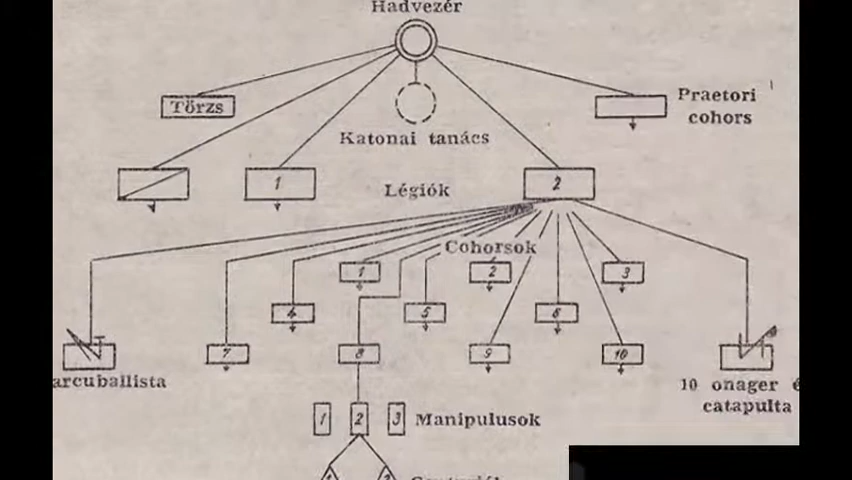 Hadvezér
Törzs
Praetori
cohors
Katonai tanács
1
Légiók
2
Cohorsok
1
2
3
4
5
6
7
8
9
10
arcuballista
10 onager
catapulta
1
2
3
Manipulusok